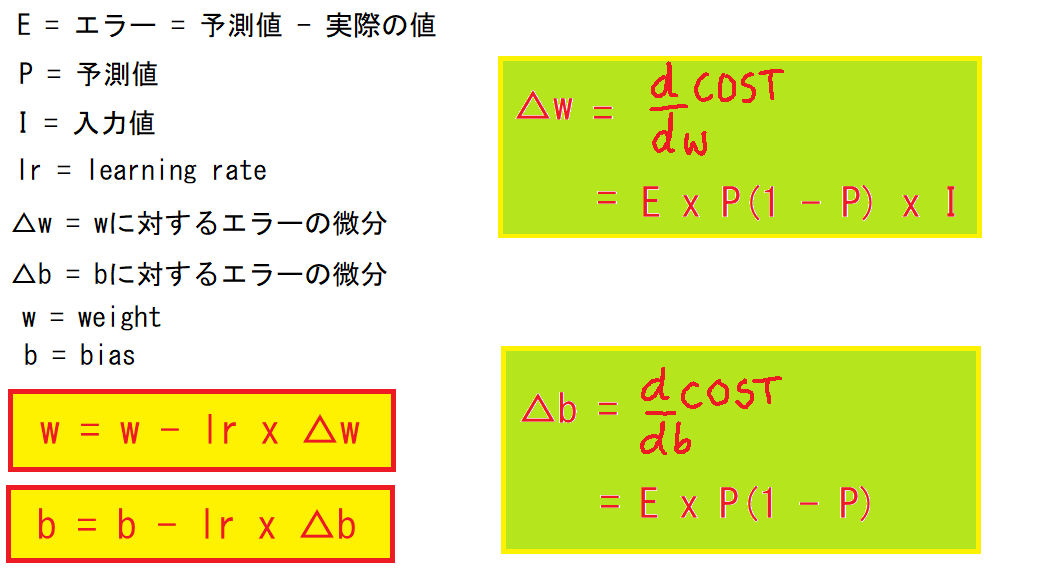 E = エラー = 予測値 - 実際の値
P = 予測値
I = 入力値
lr = learning rate
△w = wに対するエラーの微分
△b = bに対するエラーの微分
w = weight
b = bias
w = w - lr x △w
b = b - lr x △b
△w = d/dw COST
= E x P(1 - P) x I
△b = d/db COST
= E x P(1 - P)